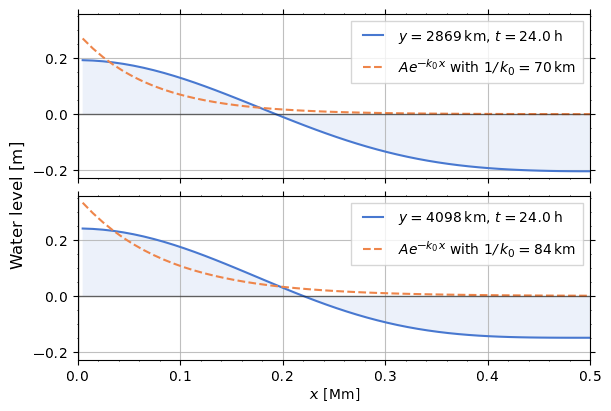 0.2
0.0
−0.2
y = 2869 km, t = 24.0 h
Ae^{−k_0 x} with 1/k_0 = 70 km
Water level [m]
0.2
0.0
−0.2
y = 4098 km, t = 24.0 h
Ae^{−k_0 x} with 1/k_0 = 84 km
0.0 0.1 0.2 0.3 0.4 0.5
x [Mm]